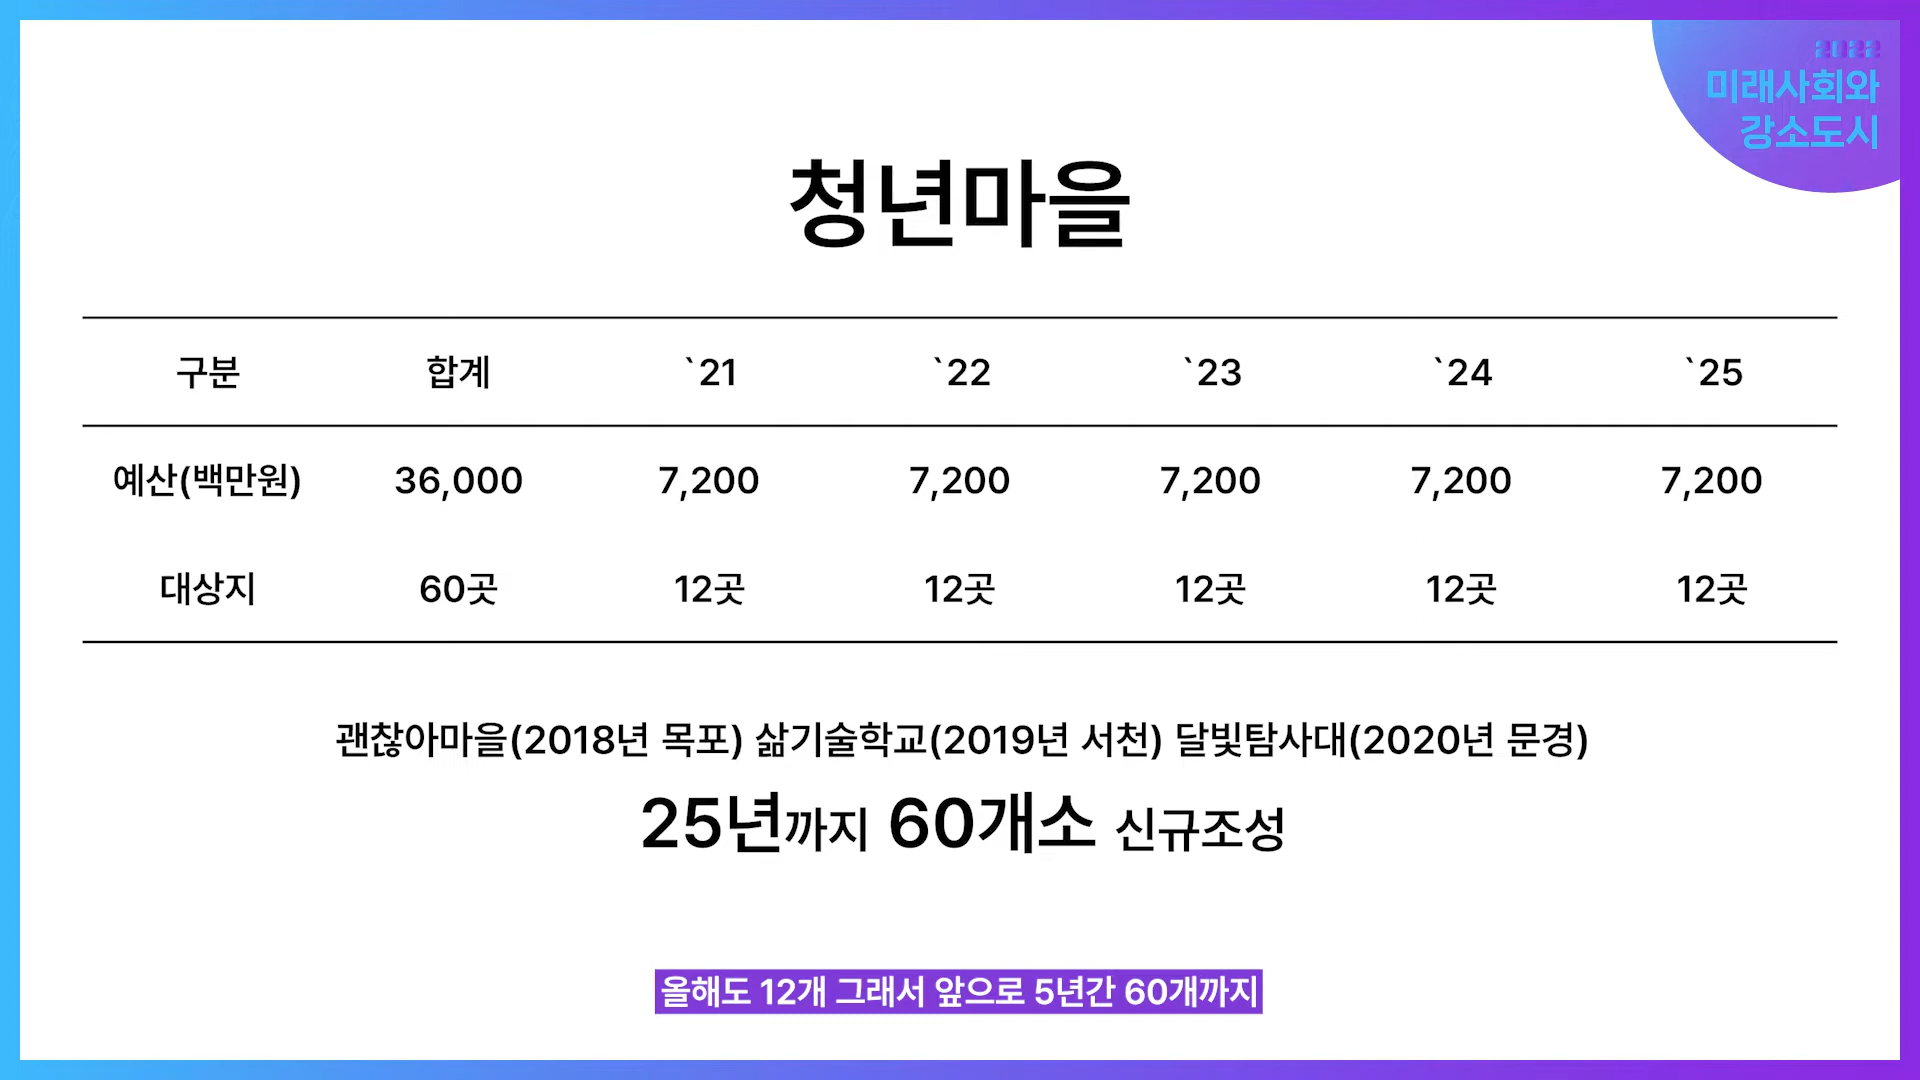 2022
미래사회와
강소도시
청년마을
구분 합계 `21 `22 `23 `24 `25
예산(백만원) 36,000 7,200 7,200 7,200 7,200 7,200
대상지 60곳 12곳 12곳 12곳 12곳 12곳
괜찮아마을(2018년 목포) 삶기술학교(2019년 서천) 달빛탐사대(2020년 문경)
25년까지 60개소 신규조성
올해도 12개 그래서 앞으로 5년간 60개까지